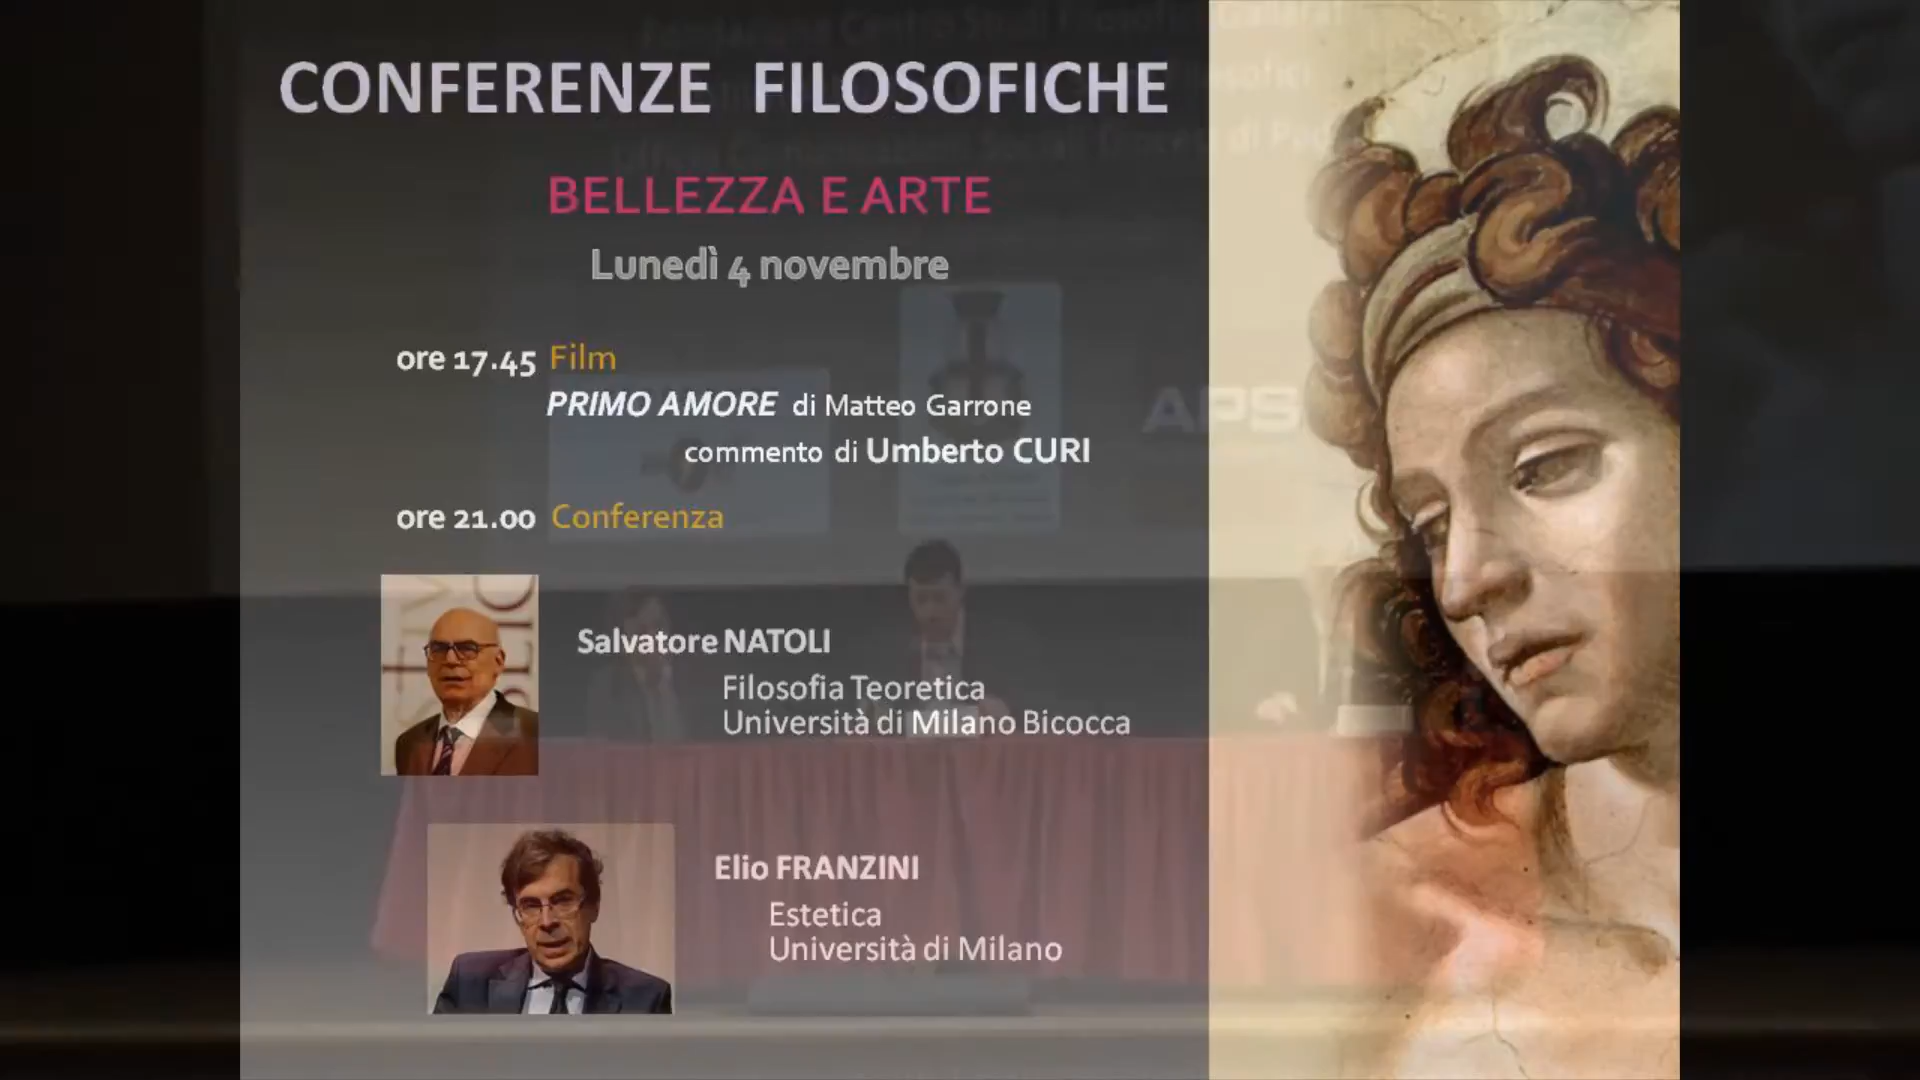 CONFERENZE FILOSOFICHE
BELLEZZA E ARTE
Lunedì 4 novembre
ore 17.45 Film
PRIMO AMORE di Matteo Garrone
commento di Umberto CURI
APS
ore 21.00 Conferenza
Salvatore NATOLI
Filosofia Teoretica
Università di Milano Bicocca
Elio FRANZINI
Estetica
Università di Milano